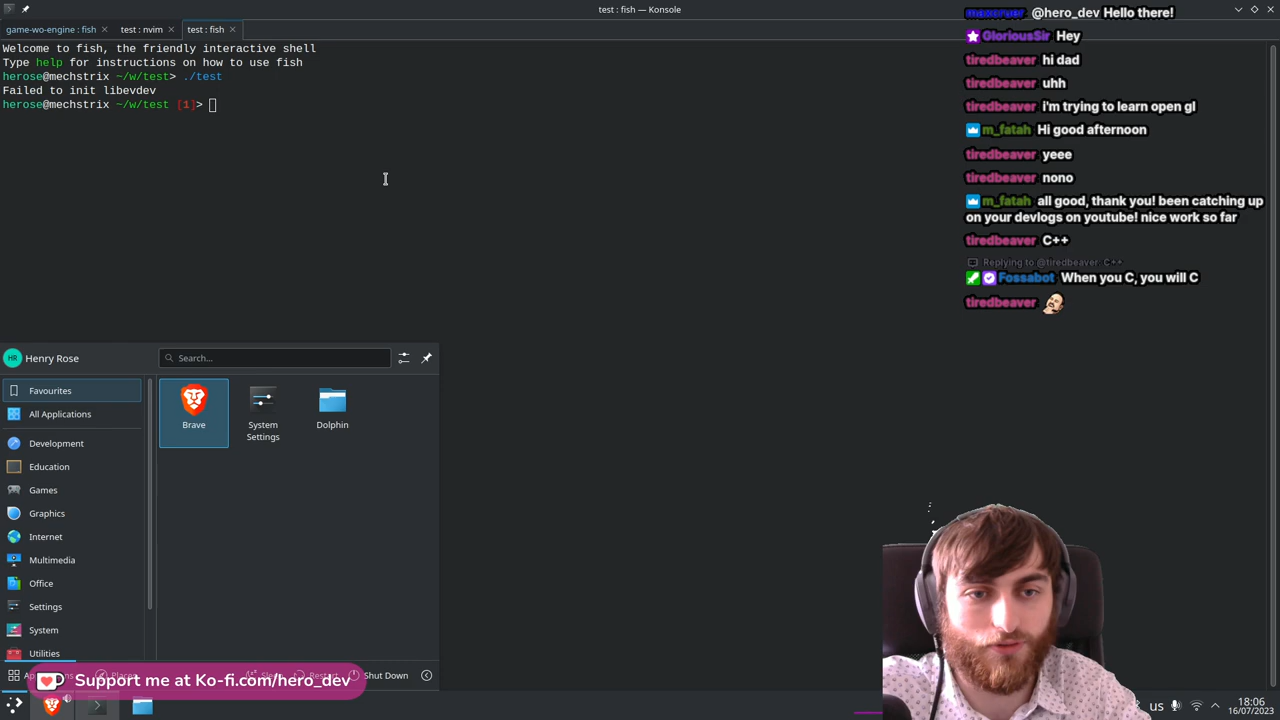 test : fish — Konsole
game-wo-engine : fish
test : nvim
test : fish
Welcome to fish, the friendly interactive shell
Type help for instructions on how to use fish
herose@mechstrix ~/w/test> ./test
Failed to init libevdev
herose@mechstrix ~/w/test [1]>
@hero_dev Hello there!
GloriousSir Hey
tiredbeaver hi dad
tiredbeaver uhh
tiredbeaver i'm trying to learn open gl
m_fatah Hi good afternoon
tiredbeaver yeee
tiredbeaver nono
m_fatah all good, thank you! been catching up
on your devlogs on youtube! nice work so far
tiredbeaver C++
Replying to @tiredbeaver: C++
Fossabot When you C, you will C
tiredbeaver
HR Henry Rose
Search...
Favourites
All Applications
Development
Education
Games
Graphics
Internet
Multimedia
Office
Settings
System
Utilities
Brave
System
Settings
Dolphin
Shut Down
Support me at Ko-fi.com/hero_dev
us
18:06
16/07/2023